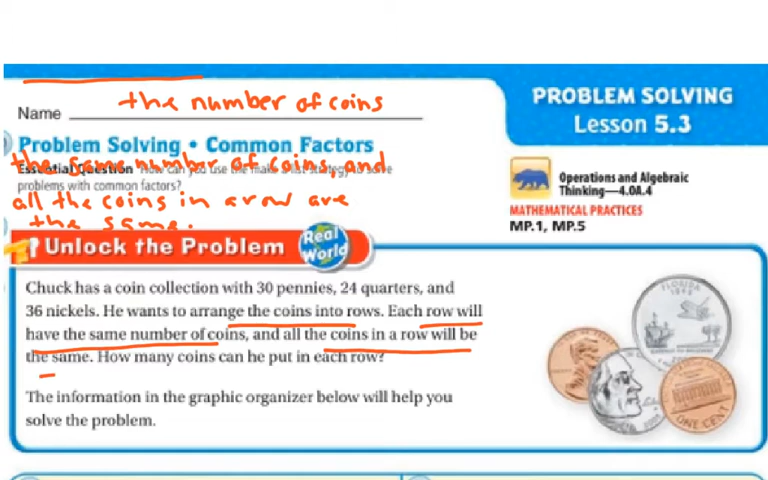 the number of coins
PROBLEM SOLVING
Lesson 5.3
Name
Problem Solving • Common Factors
the same number of coins and
Essential Question How can you use the make a list strategy to solve
problems with common factors?
all the coins in a row are
the same.
Operations and Algebraic
Thinking—4.OA.4
MATHEMATICAL PRACTICES
MP.1, MP.5
Unlock the Problem
Real
World
Chuck has a coin collection with 30 pennies, 24 quarters, and
36 nickels. He wants to arrange the coins into rows. Each row will
have the same number of coins, and all the coins in a row will be
the same. How many coins can he put in each row?
The information in the graphic organizer below will help you
solve the problem.
FLORIDA
ONE CENT